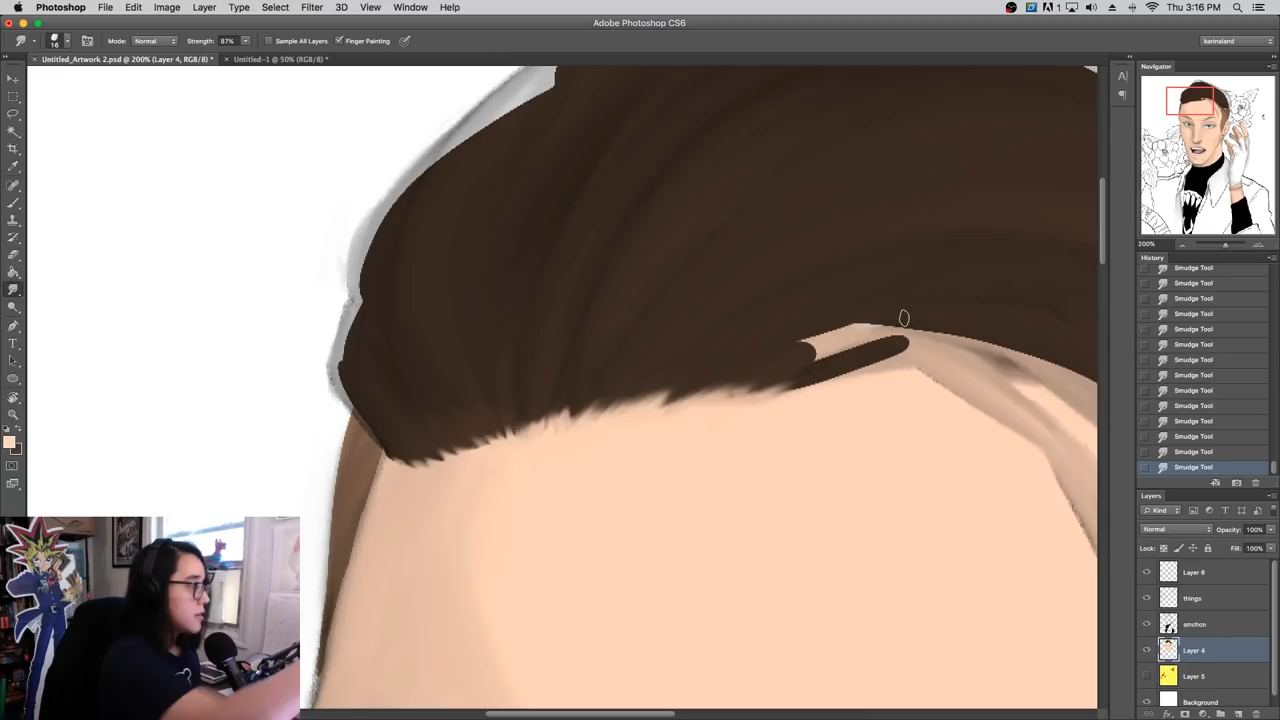 Photoshop File Edit Image Layer Type Select Filter 3D View Window Help
1 Thu 3:16 PM
Adobe Photoshop CS6
16 Mode: Normal Strength: 87% Sample All Layers Finger Painting karinaland
Untitled_Artwork 2.psd @ 200% (Layer 4, RGB/8) * Untitled-1 @ 50% (RGB/8) *
Navigator
200%
History
Smudge Tool
Smudge Tool
Smudge Tool
Smudge Tool
Smudge Tool
Smudge Tool
Smudge Tool
Smudge Tool
Smudge Tool
Smudge Tool
Smudge Tool
Smudge Tool
Smudge Tool
Smudge Tool
Layers
Kind
Normal Opacity: 100%
Lock: Fill: 100%
Layer 6
things
smchcn
Layer 4
Layer 5
Background
fx